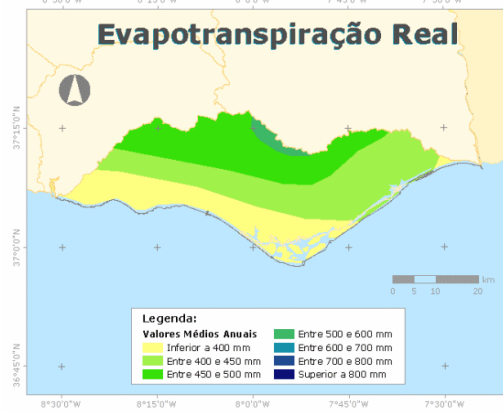 Evapotranspiração Real
37°15'0"N
37°0'0"N
36°45'0"N
km
0 5 10 20
Legenda:
Valores Médios Anuais
Inferior a 400 mm
Entre 400 e 450 mm
Entre 450 e 500 mm
Entre 500 e 600 mm
Entre 600 e 700 mm
Entre 700 e 800 mm
Superior a 800 mm
8°30'0"W 8°15'0"W 8°0'0"W 7°45'0"W 7°30'0"W